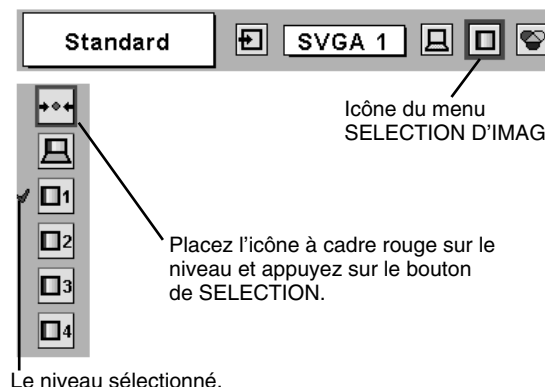 Standard
SVGA 1
Icône du menu
SELECTION D'IMAG
1
2
3
4
Placez l'icône à cadre rouge sur le
niveau et appuyez sur le bouton
de SELECTION.
Le niveau sélectionné.